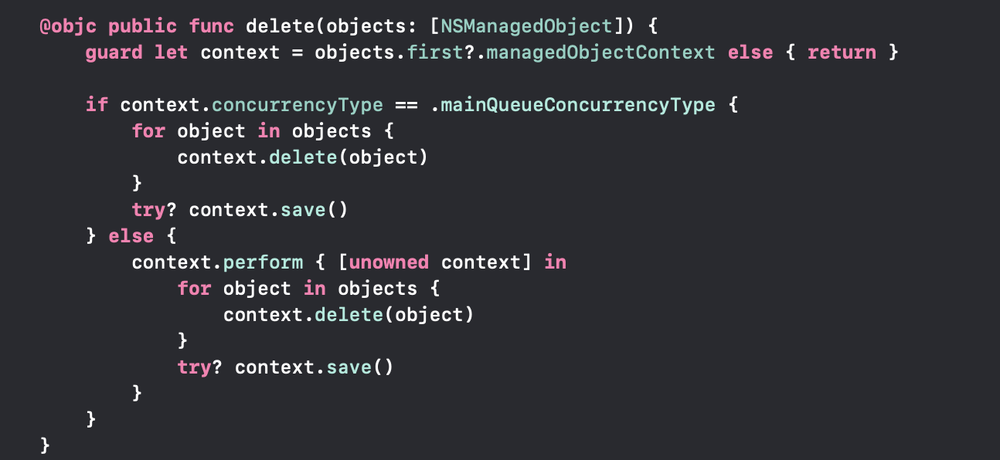 @objc public func delete(objects: [NSManagedObject]) {
    guard let context = objects.first?.managedObjectContext else { return }

    if context.concurrencyType == .mainQueueConcurrencyType {
        for object in objects {
            context.delete(object)
        }
        try? context.save()
    } else {
        context.perform { [unowned context] in
            for object in objects {
                context.delete(object)
            }
            try? context.save()
        }
    }
}